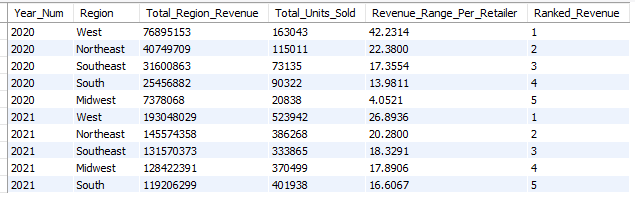 Year_Num Region Total_Region_Revenue Total_Units_Sold Revenue_Range_Per_Retailer Ranked_Revenue
2020 West 76895153 163043 42.2314 1
2020 Northeast 40749709 115011 22.3800 2
2020 Southeast 31600863 73135 17.3554 3
2020 South 25456882 90322 13.9811 4
2020 Midwest 7378068 20838 4.0521 5
2021 West 193048029 523942 26.8936 1
2021 Northeast 145574358 386268 20.2800 2
2021 Southeast 131570373 333865 18.3291 3
2021 Midwest 128422391 370499 17.8906 4
2021 South 119206299 401938 16.6067 5